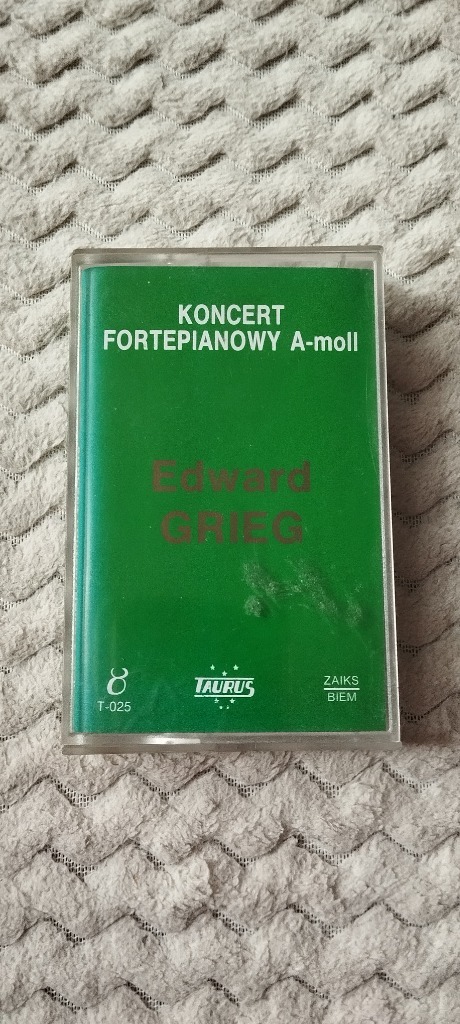 KONCERT
FORTEPIANOWY A-moll
Edward
GRIEG
T-025
TAURUS
ZAIKS
BIEM